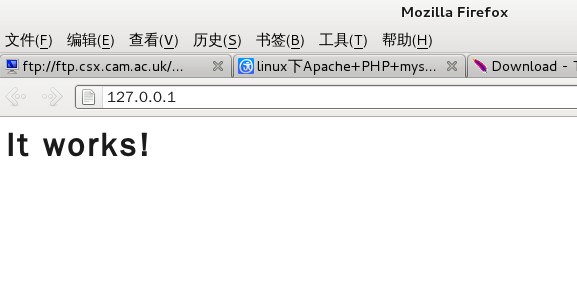 Mozilla Firefox
文件(F) 编辑(E) 查看(V) 历史(S) 书签(B) 工具(T) 帮助(H)
ftp://ftp.csx.cam.ac.uk/... linux下Apache+PHP+mys... Download - T
127.0.0.1
It works!